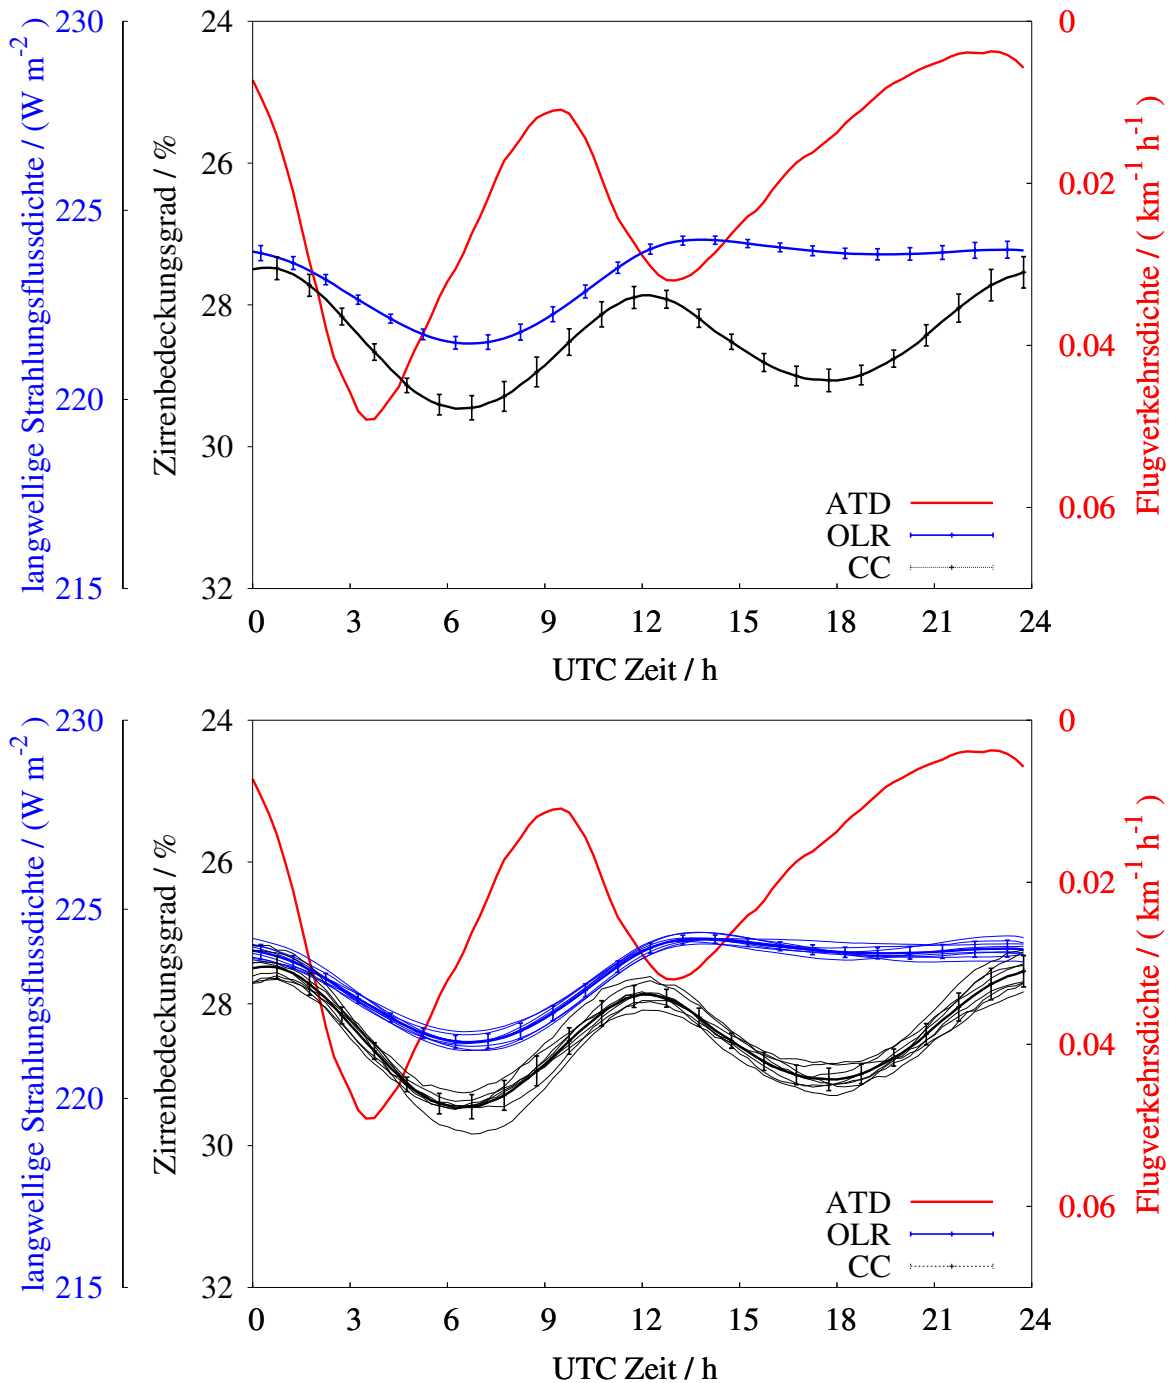 langwellige Strahlungsflussdichte / (W m-2 )
230
225
220
215
Zirrenbedeckungsgrad / %
24
26
28
30
32
0
0.02
0.04
0.06
Flugverkehrsdichte / ( km-1 h-1 )
ATD
OLR
CC
0 3 6 9 12 15 18 21 24
UTC Zeit / h
langwellige Strahlungsflussdichte / (W m-2 )
230
225
220
215
Zirrenbedeckungsgrad / %
24
26
28
30
32
0
0.02
0.04
0.06
Flugverkehrsdichte / ( km-1 h-1 )
ATD
OLR
CC
0 3 6 9 12 15 18 21 24
UTC Zeit / h